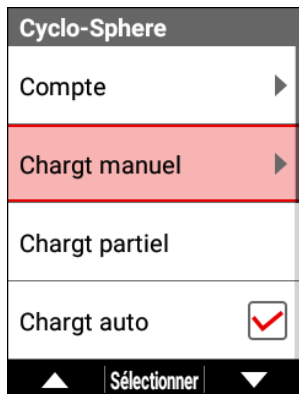 Cyclo-Sphere
Compte
Chargt manuel
Chargt partiel
Chargt auto
Sélectionner